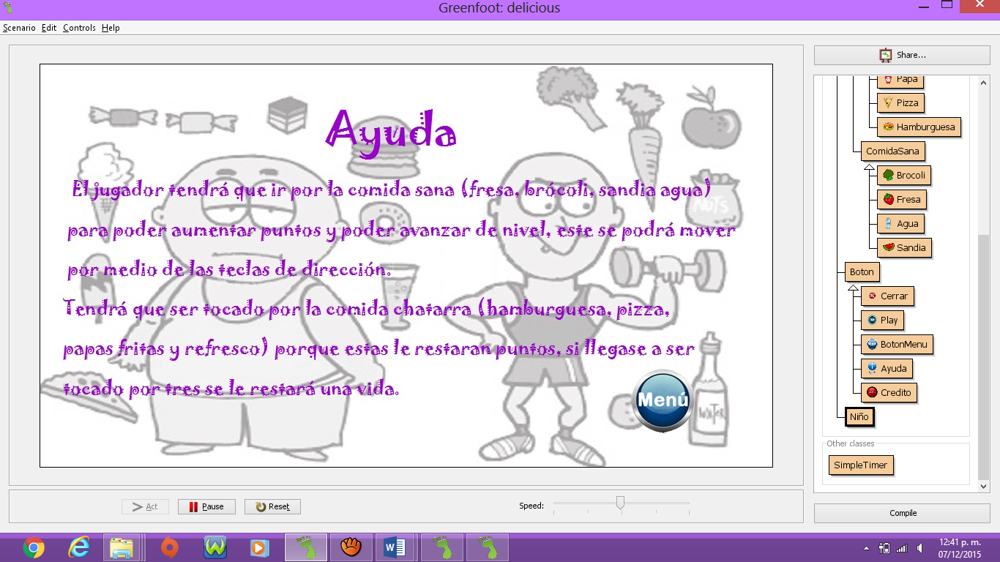 Greenfoot: delicious
Scenario Edit Controls Help
Share...
Ayuda
El jugador tendrá que ir por la comida sana (fresa, brócoli, sandia agua)
para poder aumentar puntos y poder avanzar de nivel, este se podrá mover
por medio de las teclas de dirección.
Tendrá que ser tocado por la comida chatarra (hamburguesa, pizza,
papas fritas y refresco) porque estas le restaran puntos, si llegase a ser
tocado por tres se le restará una vida.
NUTS
WATER
Menú
Papa
Pizza
Hamburguesa
ComidaSana
Brocoli
Fresa
Agua
Sandia
Boton
Cerrar
Play
BotonMenu
Ayuda
Credito
Niño
Other classes
SimpleTimer
Act Pause Reset Speed:
Compile
12:41 p. m.
07/12/2015